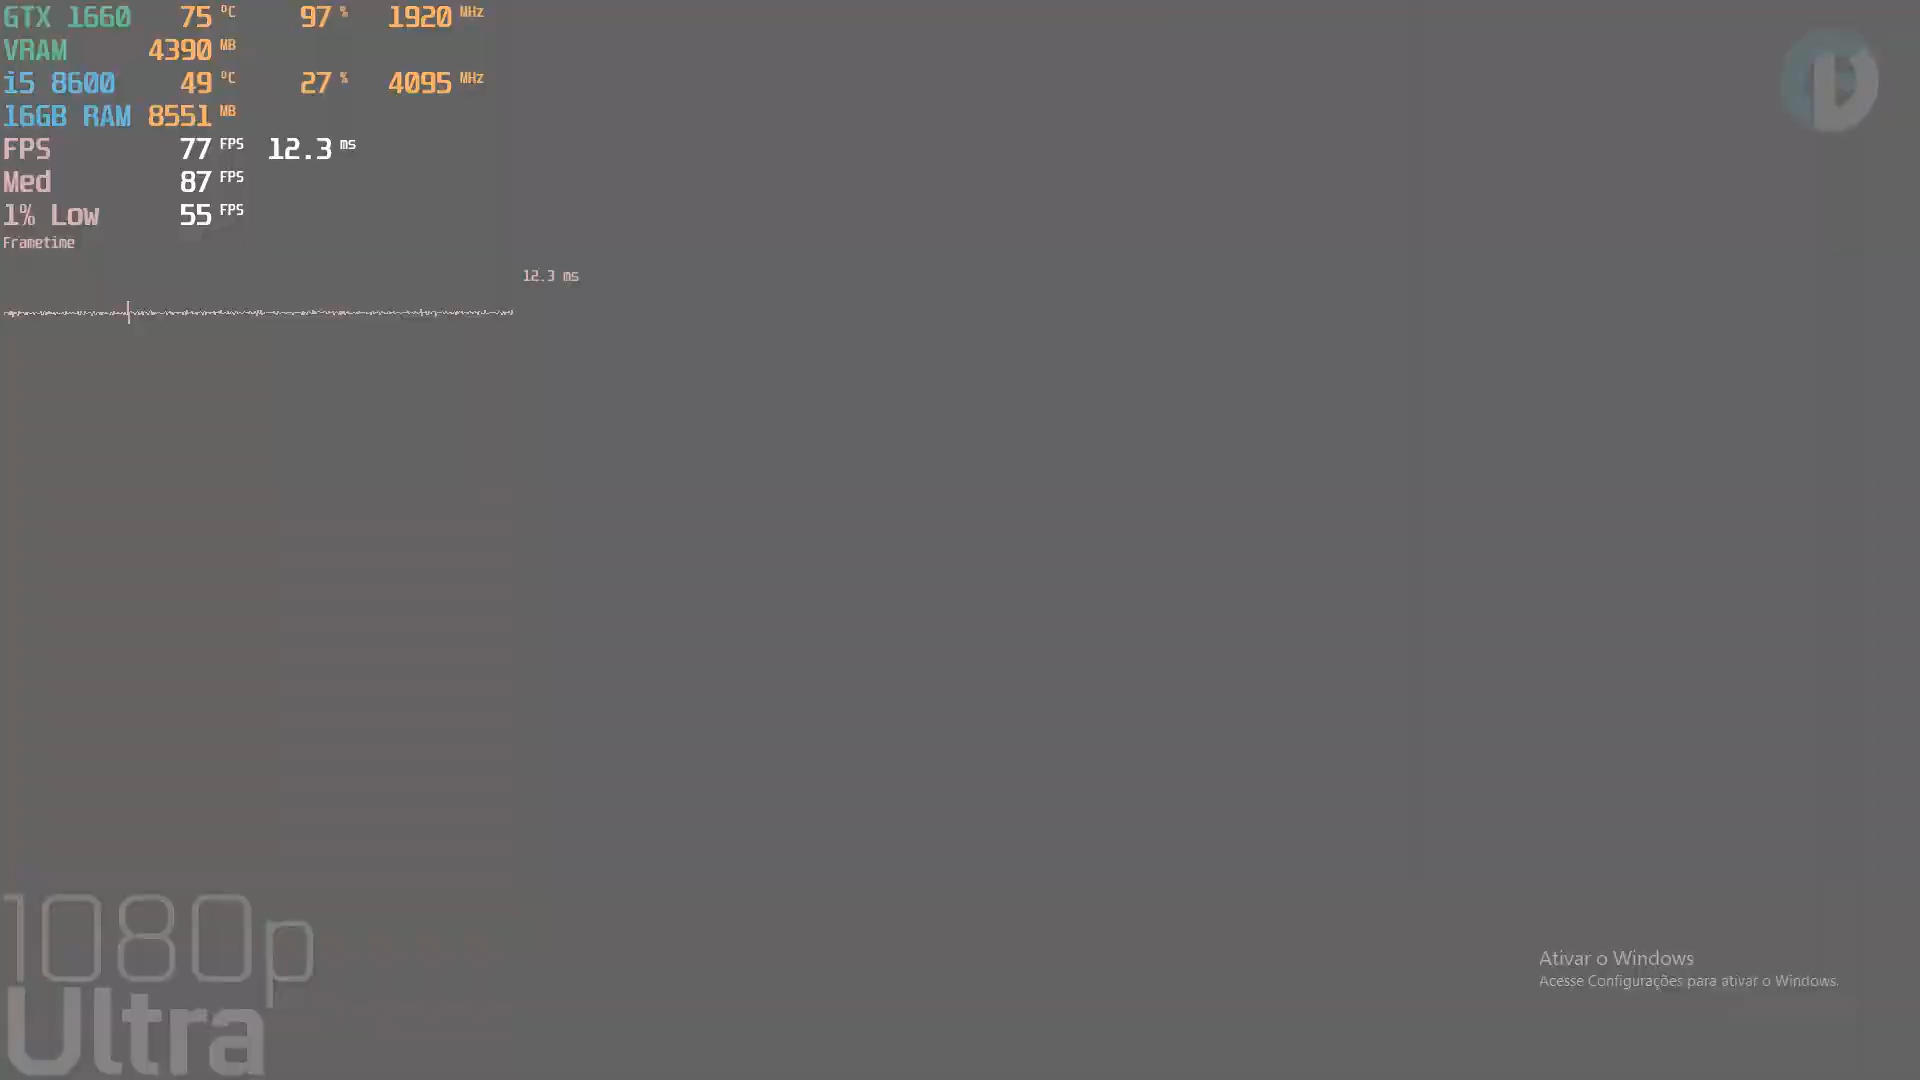 GTX 1660 75 °C 97 % 1920 MHz
VRAM 4390 MB
i5 8600 49 °C 27 % 4095 MHz
16GB RAM 8551 MB
FPS 77 FPS 12.3 ms
Med 87 FPS
1% Low 55 FPS
Frametime
12.3 ms
1080p
Ultra
Ativar o Windows
Acesse Configurações para ativar o Windows.